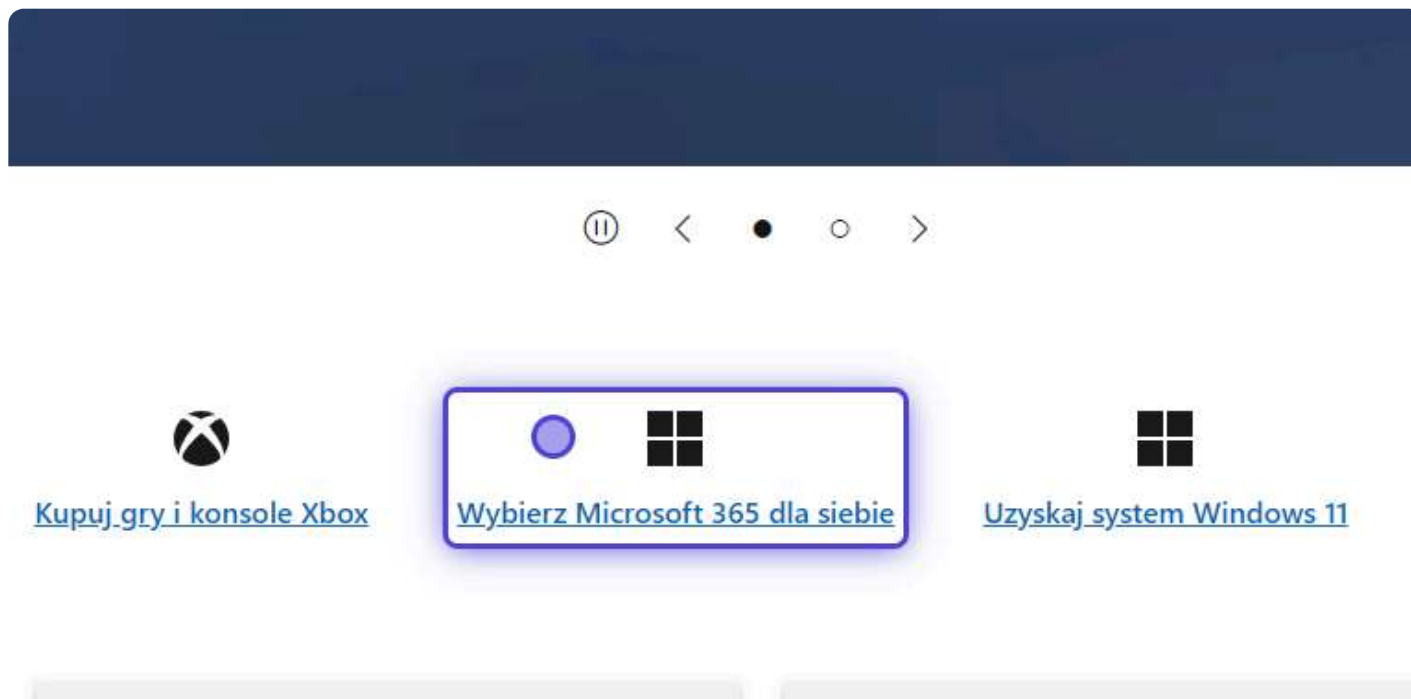 Kupuj gry i konsole Xbox
Wybierz Microsoft 365 dla siebie
Uzyskaj system Windows 11